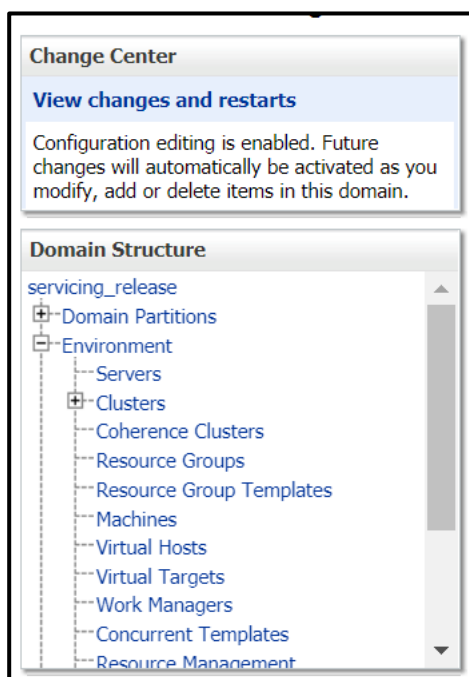 Change Center
View changes and restarts
Configuration editing is enabled. Future
changes will automatically be activated as you
modify, add or delete items in this domain.
Domain Structure
servicing_release
Domain Partitions
Environment
Servers
Clusters
Coherence Clusters
Resource Groups
Resource Group Templates
Machines
Virtual Hosts
Virtual Targets
Work Managers
Concurrent Templates
Resource Management